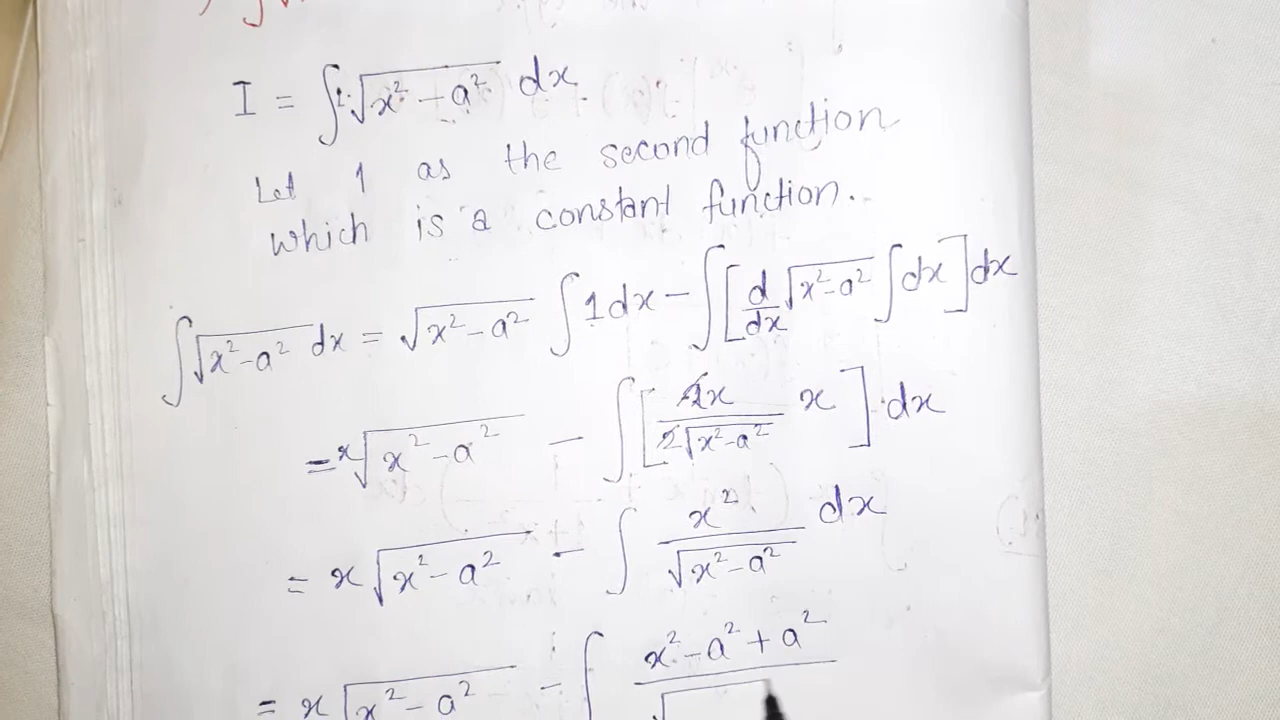 I = ∫1·√x² - a² dx
Let 1 as the second function
which is a constant function.
∫√x²-a² dx = √x²-a² ∫1dx - ∫[d/dx √x²-a² ∫dx]dx
= x√x²-a² - ∫[2x/2√x²-a² x]·dx
= x√x²-a² - ∫ x²/√x²-a² dx
= x√x²-a² - ∫ x²-a²+a²/√